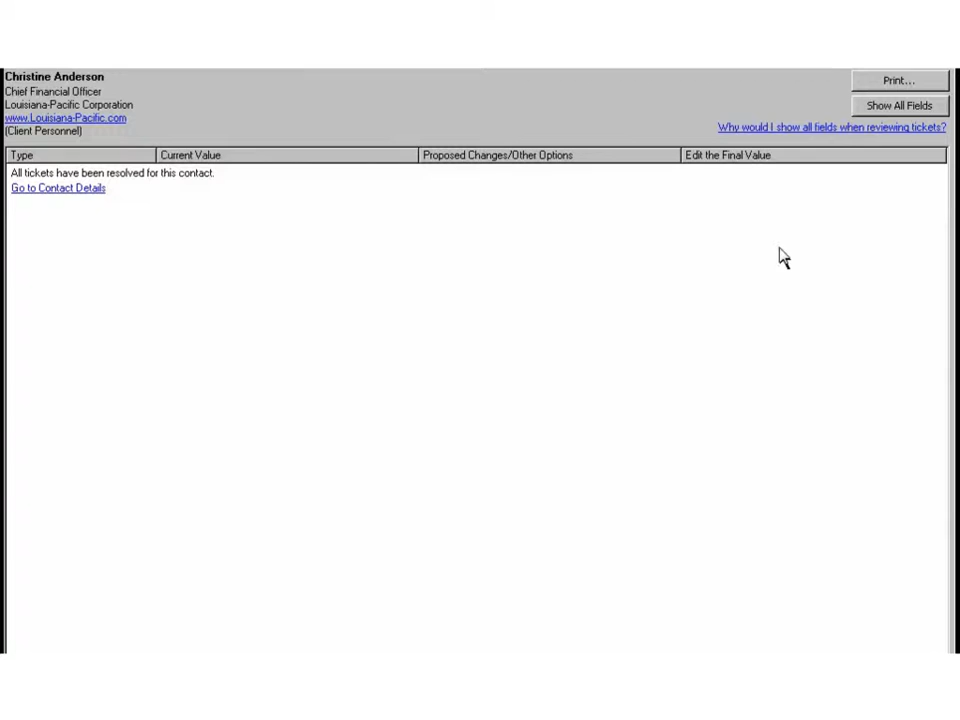 Christine Anderson
Chief Financial Officer
Louisiana-Pacific Corporation
www.Louisiana-Pacific.com
(Client Personnel)
Print...
Show All Fields
Why would I show all fields when reviewing tickets?
Type Current Value Proposed Changes/Other Options Edit the Final Value
All tickets have been resolved for this contact.
Go to Contact Details